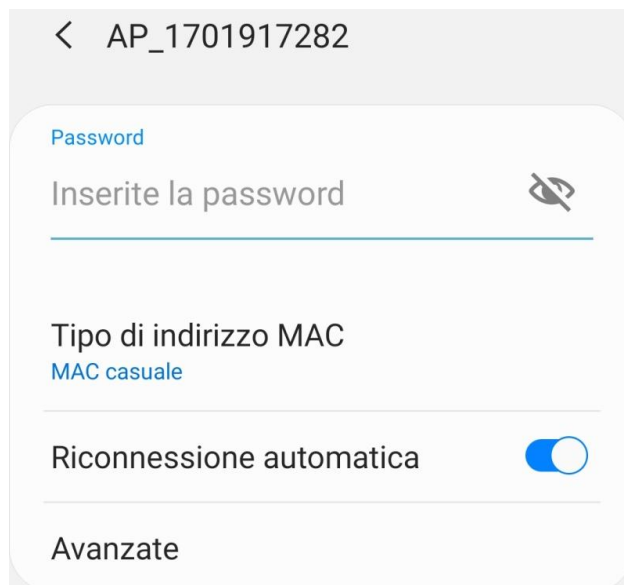 AP_1701917282
Password
Inserite la password
Tipo di indirizzo MAC
MAC casuale
Riconnessione automatica
Avanzate